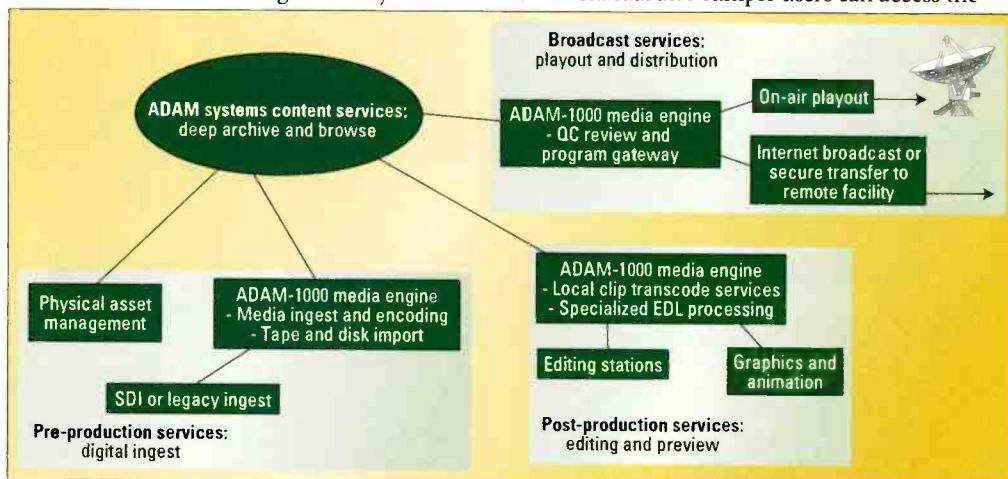 users can access the
Broadcast services:
playout and distribution
ADAM systems content services:
deep archive and browse
ADAM-1000 media engine
- QC review and
program gateway
On-air playout
Internet broadcast or
secure transfer to
remote facility
Physical asset
management
ADAM-1000 media engine
- Media ingest and encoding
- Tape and disk import
SDI or legacy ingest
Pre-production services:
digital ingest
ADAM-1000 media engine
- Local clip transcode services
- Specialized EDL processing
Editing stations
Graphics and
animation
Post-production services:
editing and preview